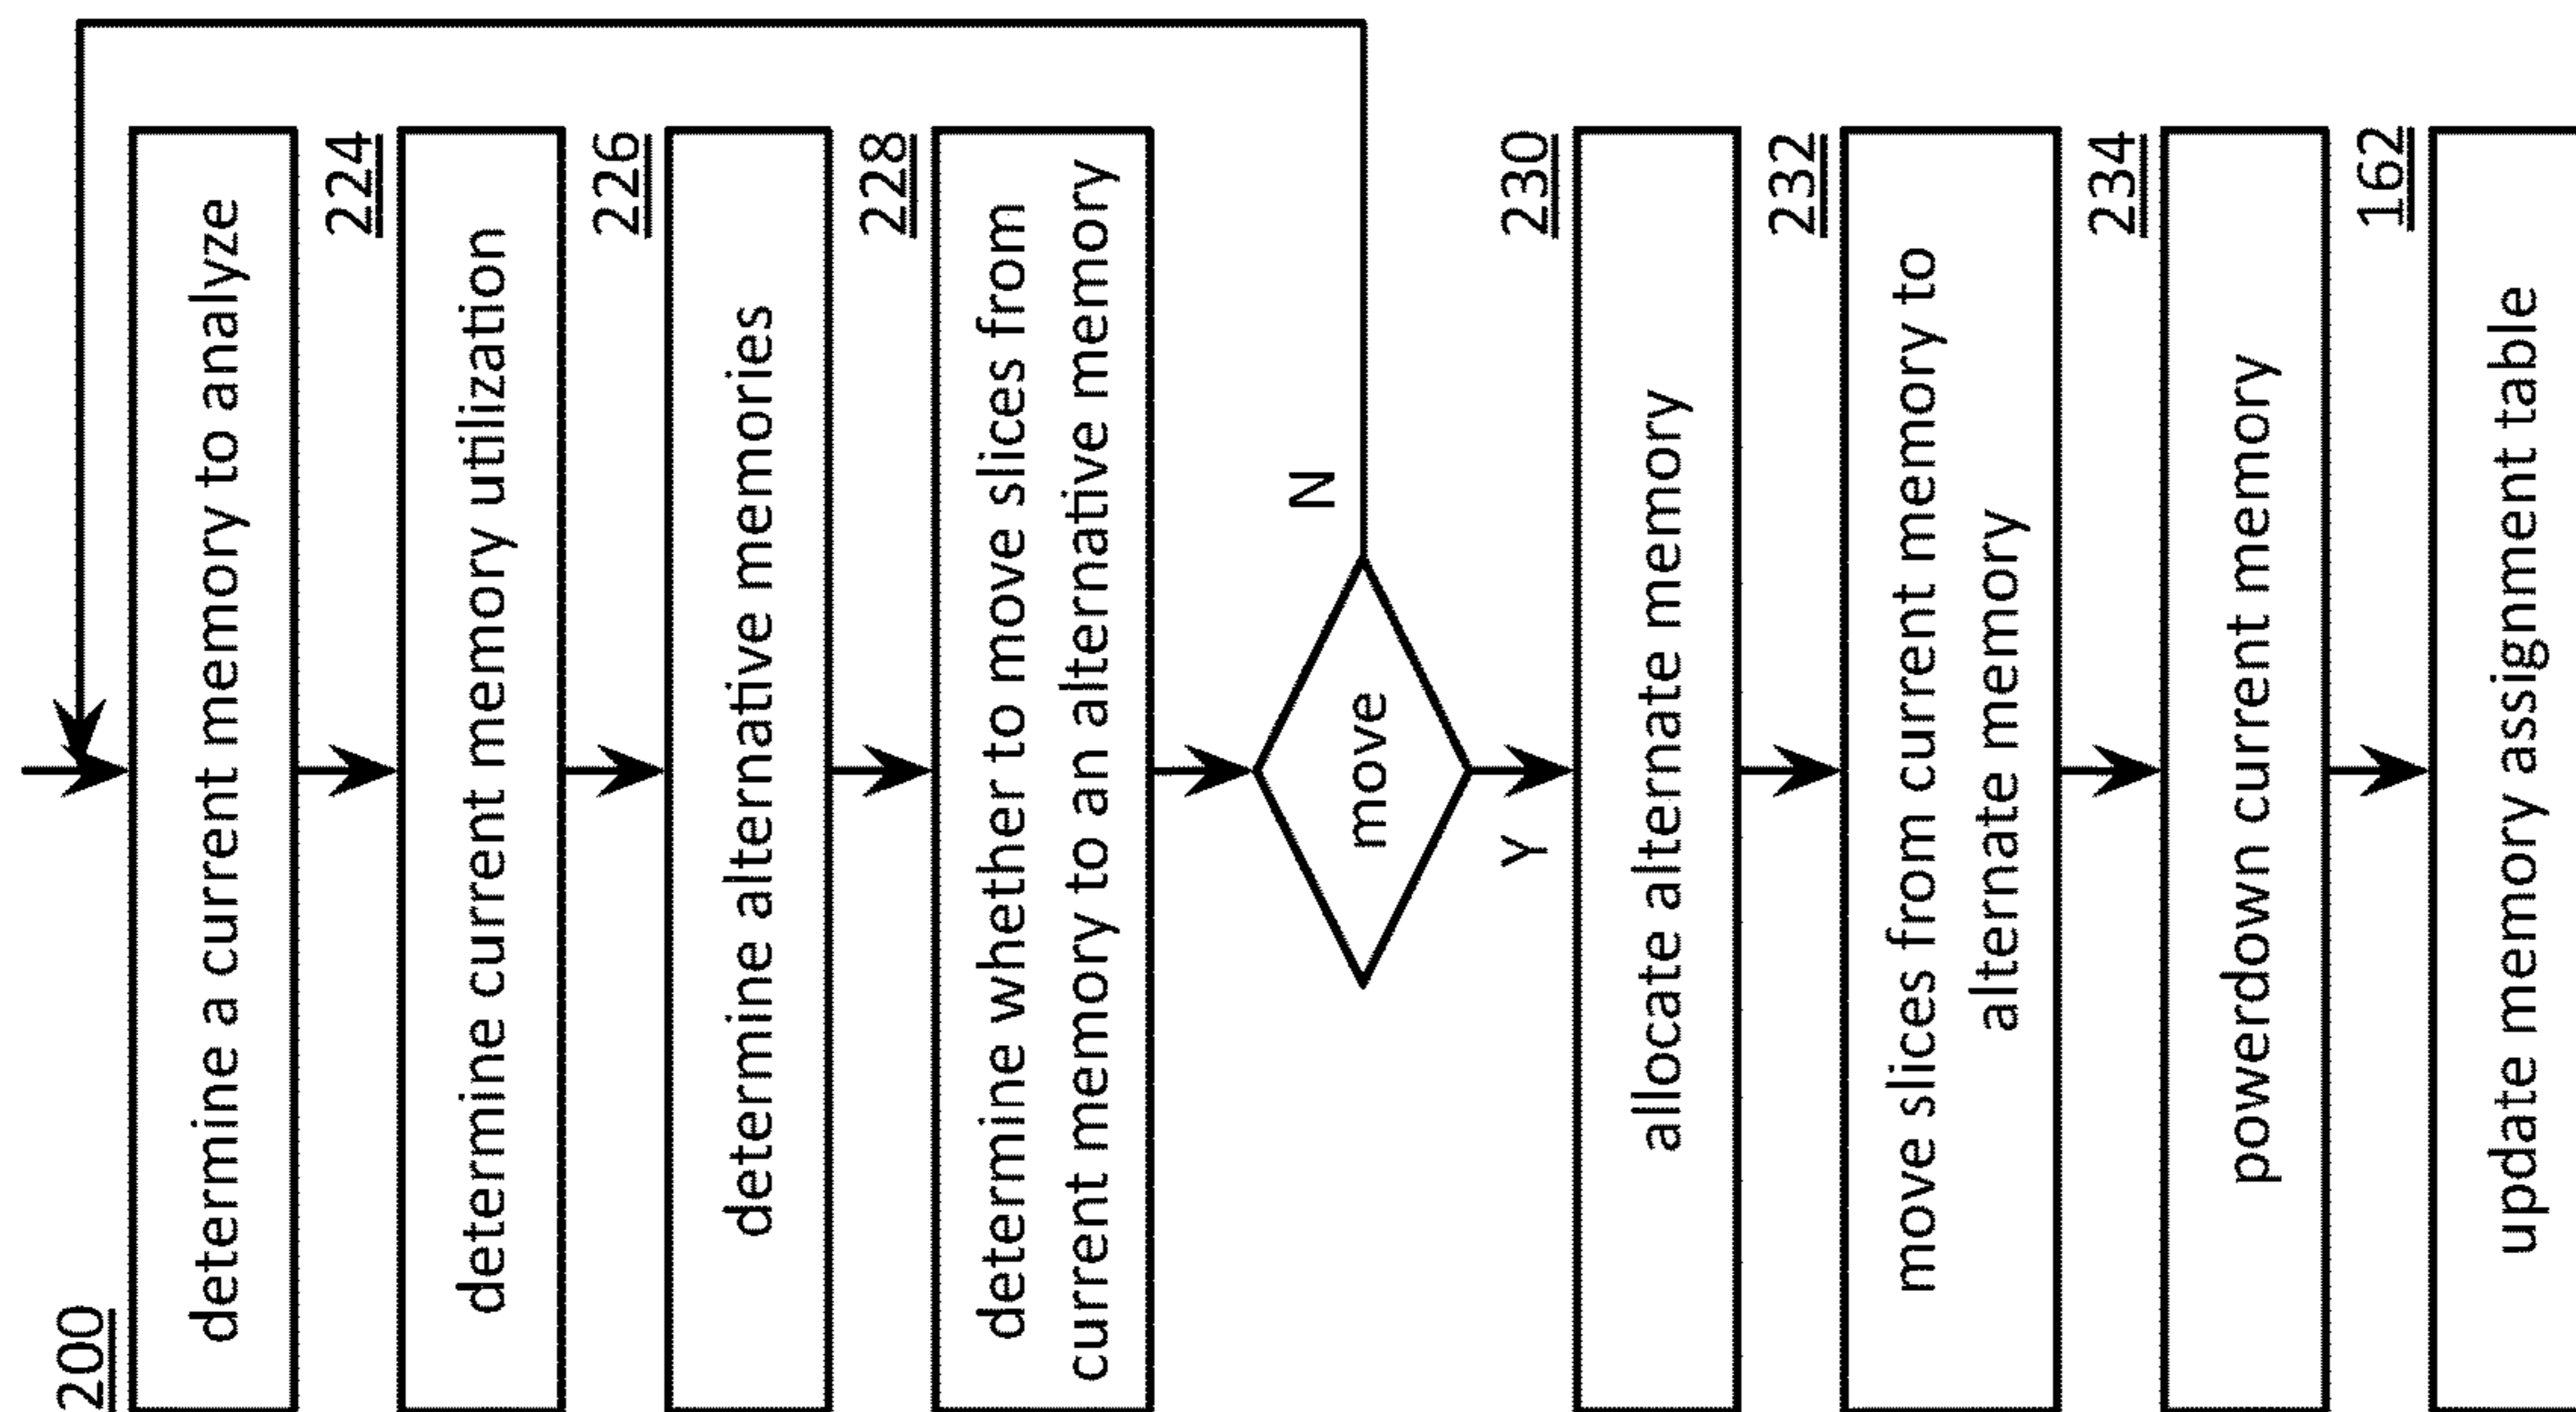 200
determine a current memory to analyze
224
determine current memory utilization
226
determine alternative memories
228
determine whether to move slices from
current memory to an alternative memory
move
N
Y
230
allocate alternate memory
232
move slices from current memory to
alternate memory
234
powerdown current memory
162
update memory assignment table